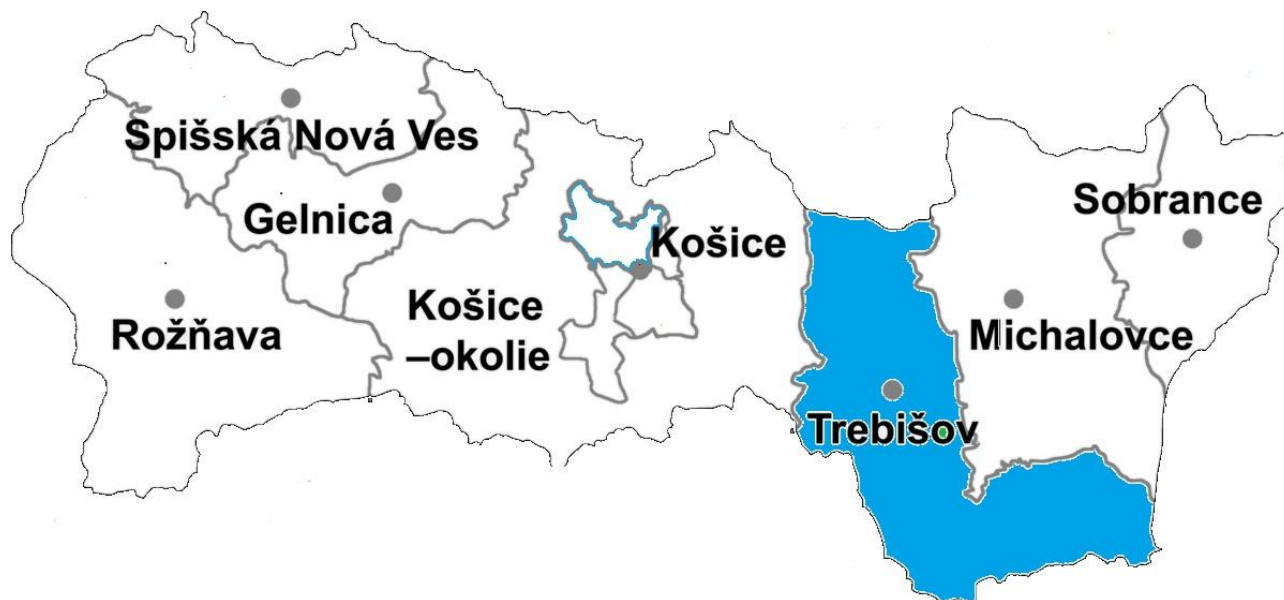 Spišská Nová Ves
Gelnica
Rožňava
Košice
Košice
–okolie
Trebišov
Michalovce
Sobrance